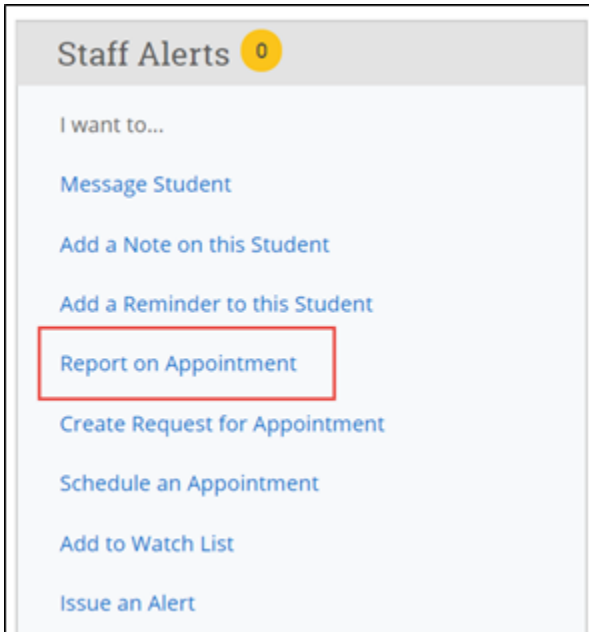 Staff Alerts 0
I want to...
Message Student
Add a Note on this Student
Add a Reminder to this Student
Report on Appointment
Create Request for Appointment
Schedule an Appointment
Add to Watch List
Issue an Alert